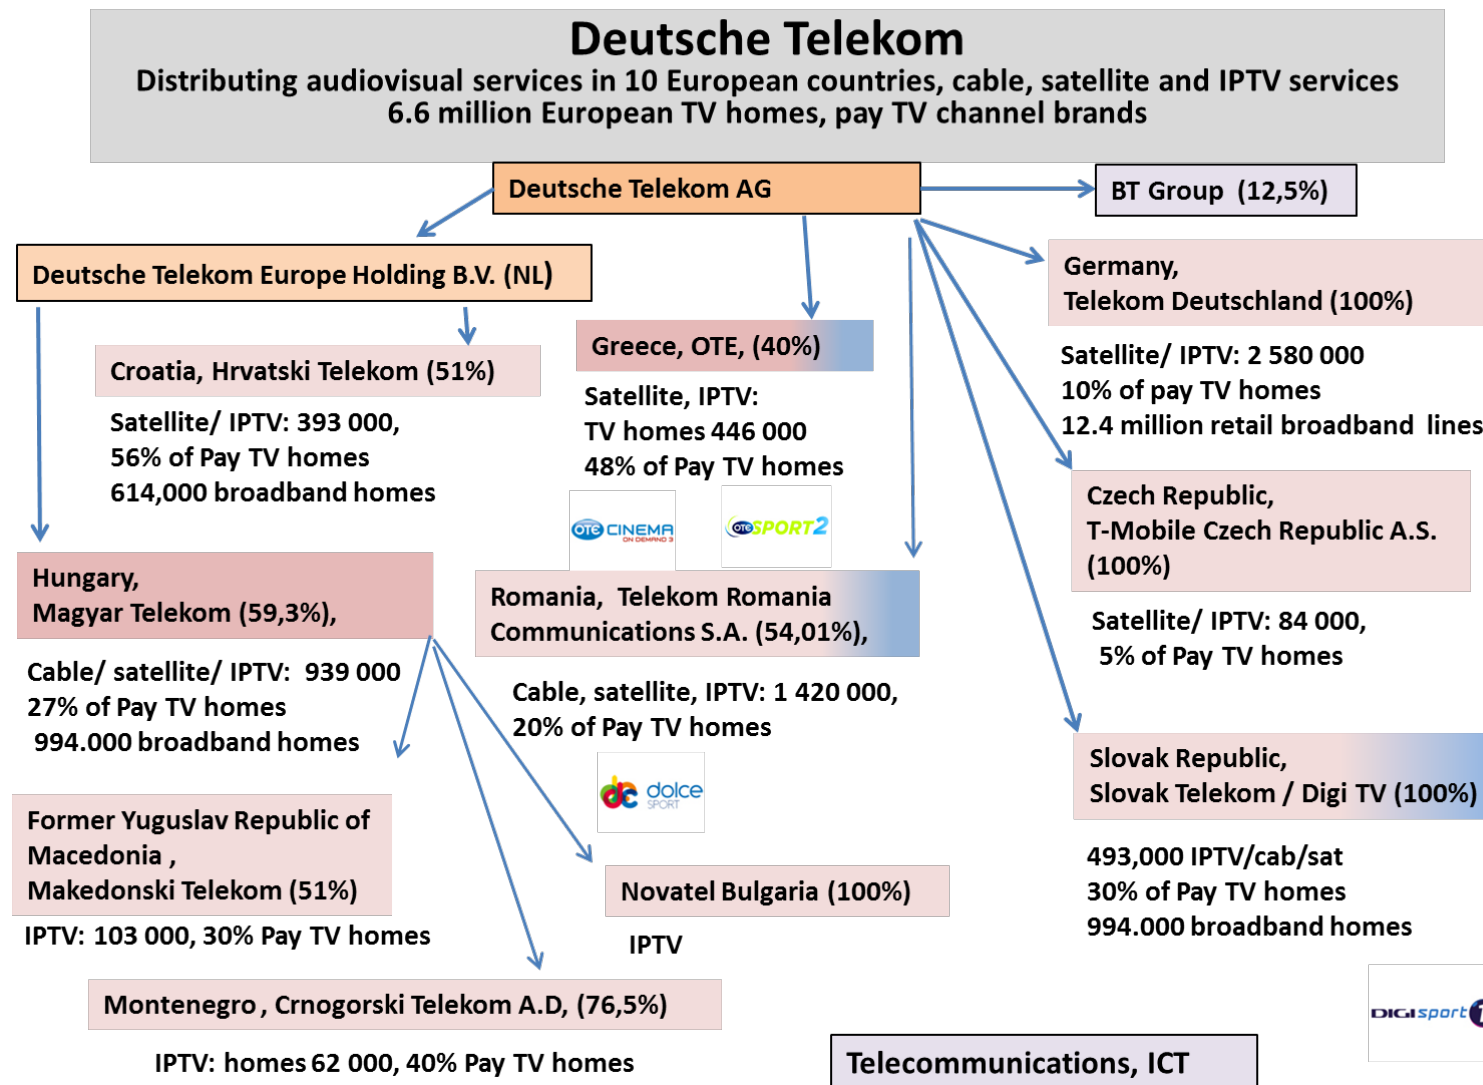 Deutsche Telekom
Distributing audiovisual services in 10 European countries, cable, satellite and IPTV services
6.6 million European TV homes, pay TV channel brands
Deutsche Telekom AG
BT Group (12,5%)
Deutsche Telekom Europe Holding B.V. (NL)
Germany,
Telekom Deutschland (100%)
Satellite/ IPTV: 2 580 000
10% of pay TV homes
12.4 million retail broadband lines
Croatia, Hrvatski Telekom (51%)
Satellite/ IPTV: 393 000,
56% of Pay TV homes
614,000 broadband homes
Greece, OTE, (40%)
Satellite, IPTV:
TV homes 446 000
48% of Pay TV homes
OTE CINEMA
ON DEMAND 3
OTE SPORT 2
Czech Republic,
T-Mobile Czech Republic A.S.
(100%)
Satellite/ IPTV: 84 000,
5% of Pay TV homes
Hungary,
Magyar Telekom (59,3%),
Cable/ satellite/ IPTV: 939 000
27% of Pay TV homes
994.000 broadband homes
Romania, Telekom Romania
Communications S.A. (54,01%),
Cable, satellite, IPTV: 1 420 000,
20% of Pay TV homes
dolce
SPORT
Slovak Republic,
Slovak Telekom / Digi TV (100%)
493,000 IPTV/cab/sat
30% of Pay TV homes
994.000 broadband homes
Former Yuguslav Republic of
Macedonia ,
Makedonski Telekom (51%)
IPTV: 103 000, 30% Pay TV homes
Novatel Bulgaria (100%)
IPTV
Montenegro , Crnogorski Telekom A.D, (76,5%)
IPTV: homes 62 000, 40% Pay TV homes
DIGI sport 1
Telecommunications, ICT